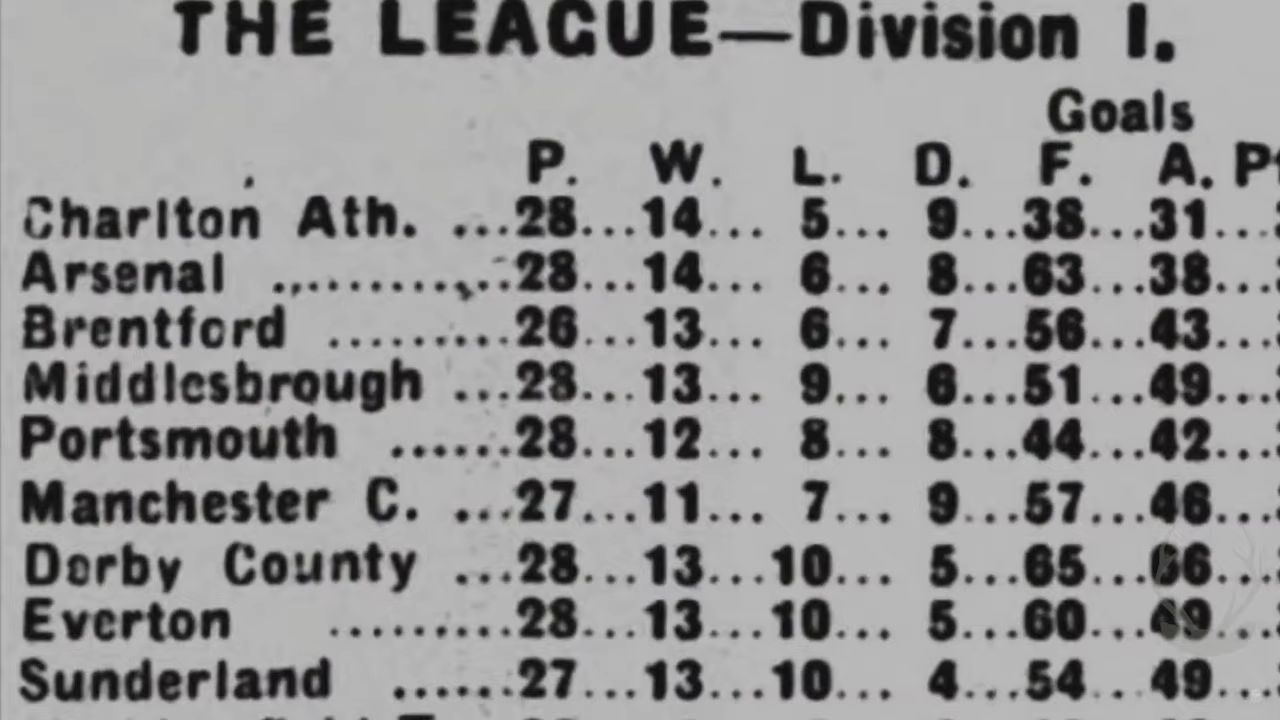 THE LEAGUE—Division I.
Goals
P. W. L. D. F. A.
Charlton Ath. ...28...14... 5... 9...38...31...
Arsenal ............28...14... 6... 8...63...38...
Brentford .........26...13... 6... 7...56...43...
Middlesbrough ...28...13... 9... 6...51...49...
Portsmouth ......28...12... 8... 8...44...42...
Manchester C. ...27...11... 7... 9...57...46...
Derby County ...28...13...10... 5...65...66...
Everton .........28...13...10... 5...60...49...
Sunderland ......27...13...10... 4...54...49...